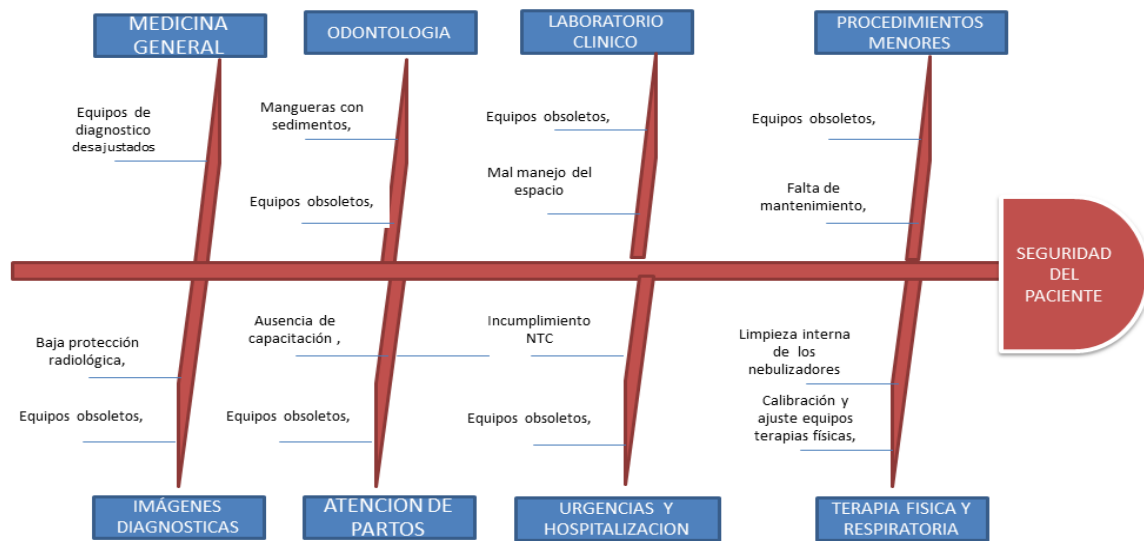 MEDICINA
GENERAL
ODONTOLOGIA
LABORATORIO
CLINICO
PROCEDIMIENTOS
MENORES
Equipos de
diagnostico
desajustados
Mangueras con
sedimentos,
Equipos obsoletos,
Equipos obsoletos,
Mal manejo del
espacio
Equipos obsoletos,
Falta de
mantenimiento,
SEGURIDAD
DEL
PACIENTE
Baja protección
radiológica,
Equipos obsoletos,
Ausencia de
capacitación ,
Equipos obsoletos,
Incumplimiento
NTC
Equipos obsoletos,
Limpieza interna
de los
nebulizadores
Calibración y
ajuste equipos
terapias físicas,
IMÁGENES
DIAGNOSTICAS
ATENCION DE
PARTOS
URGENCIAS Y
HOSPITALIZACION
TERAPIA FISICA Y
RESPIRATORIA